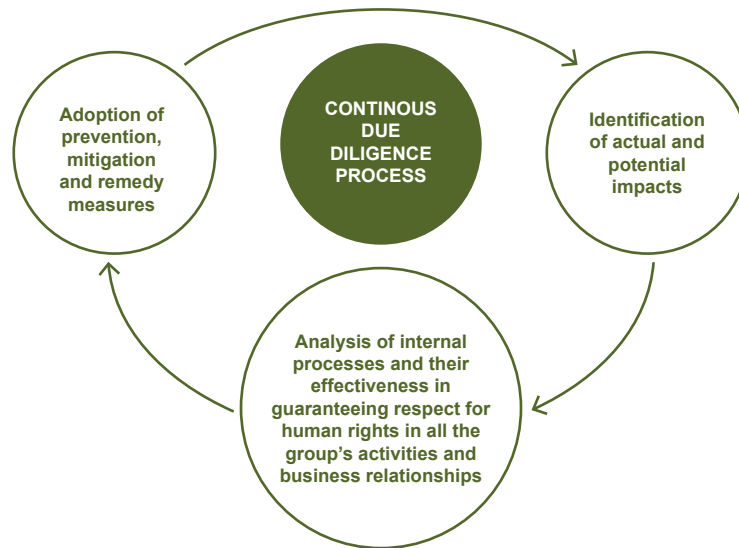 CONTINOUS
DUE
DILIGENCE
PROCESS
Adoption of
prevention,
mitigation
and remedy
measures
Identification
of actual and
potential
impacts
Analysis of internal
processes and their
effectiveness in
guaranteeing respect for
human rights in all the
group’s activities and
business relationships